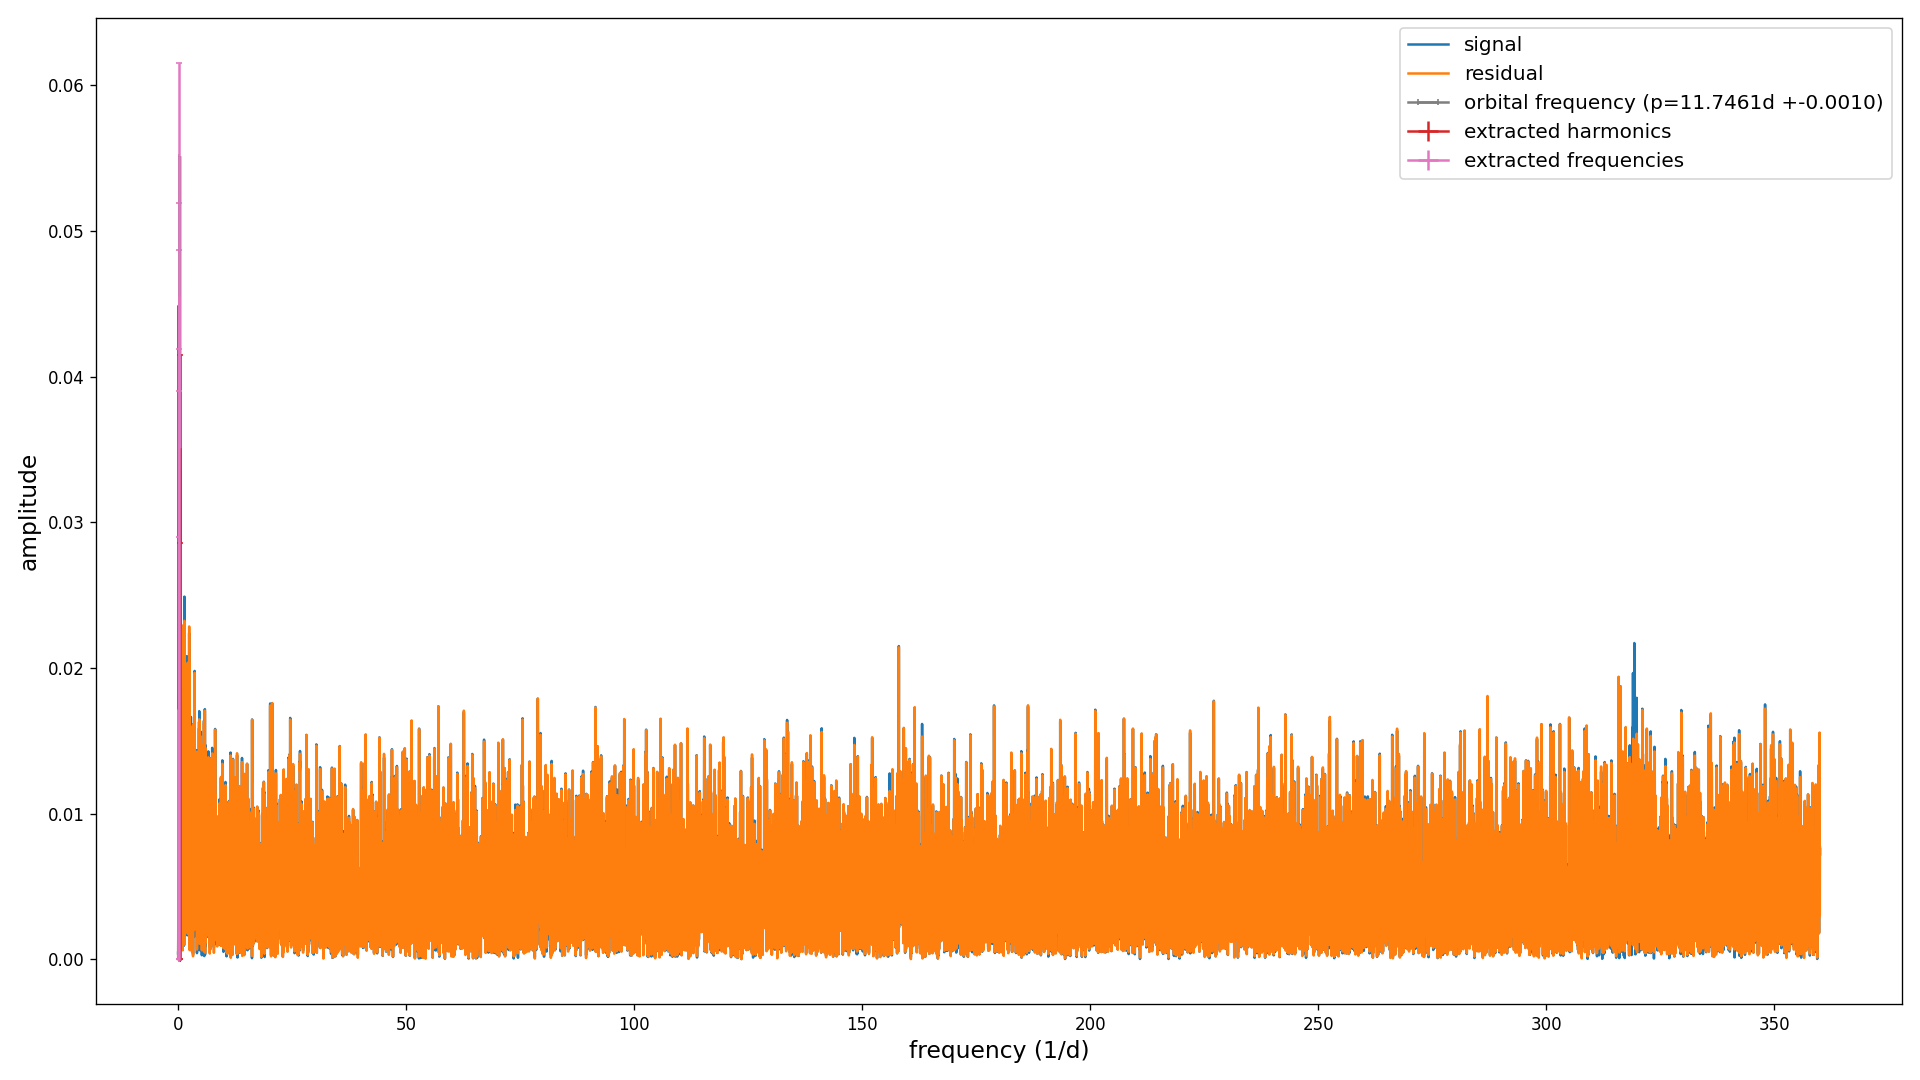 signal
residual
orbital frequency (p=11.7461d +-0.0010)
extracted harmonics
extracted frequencies
0.06
0.05
0.04
0.03
0.02
0.01
0.00
amplitude
0 50 100 150 200 250 300 350
frequency (1/d)